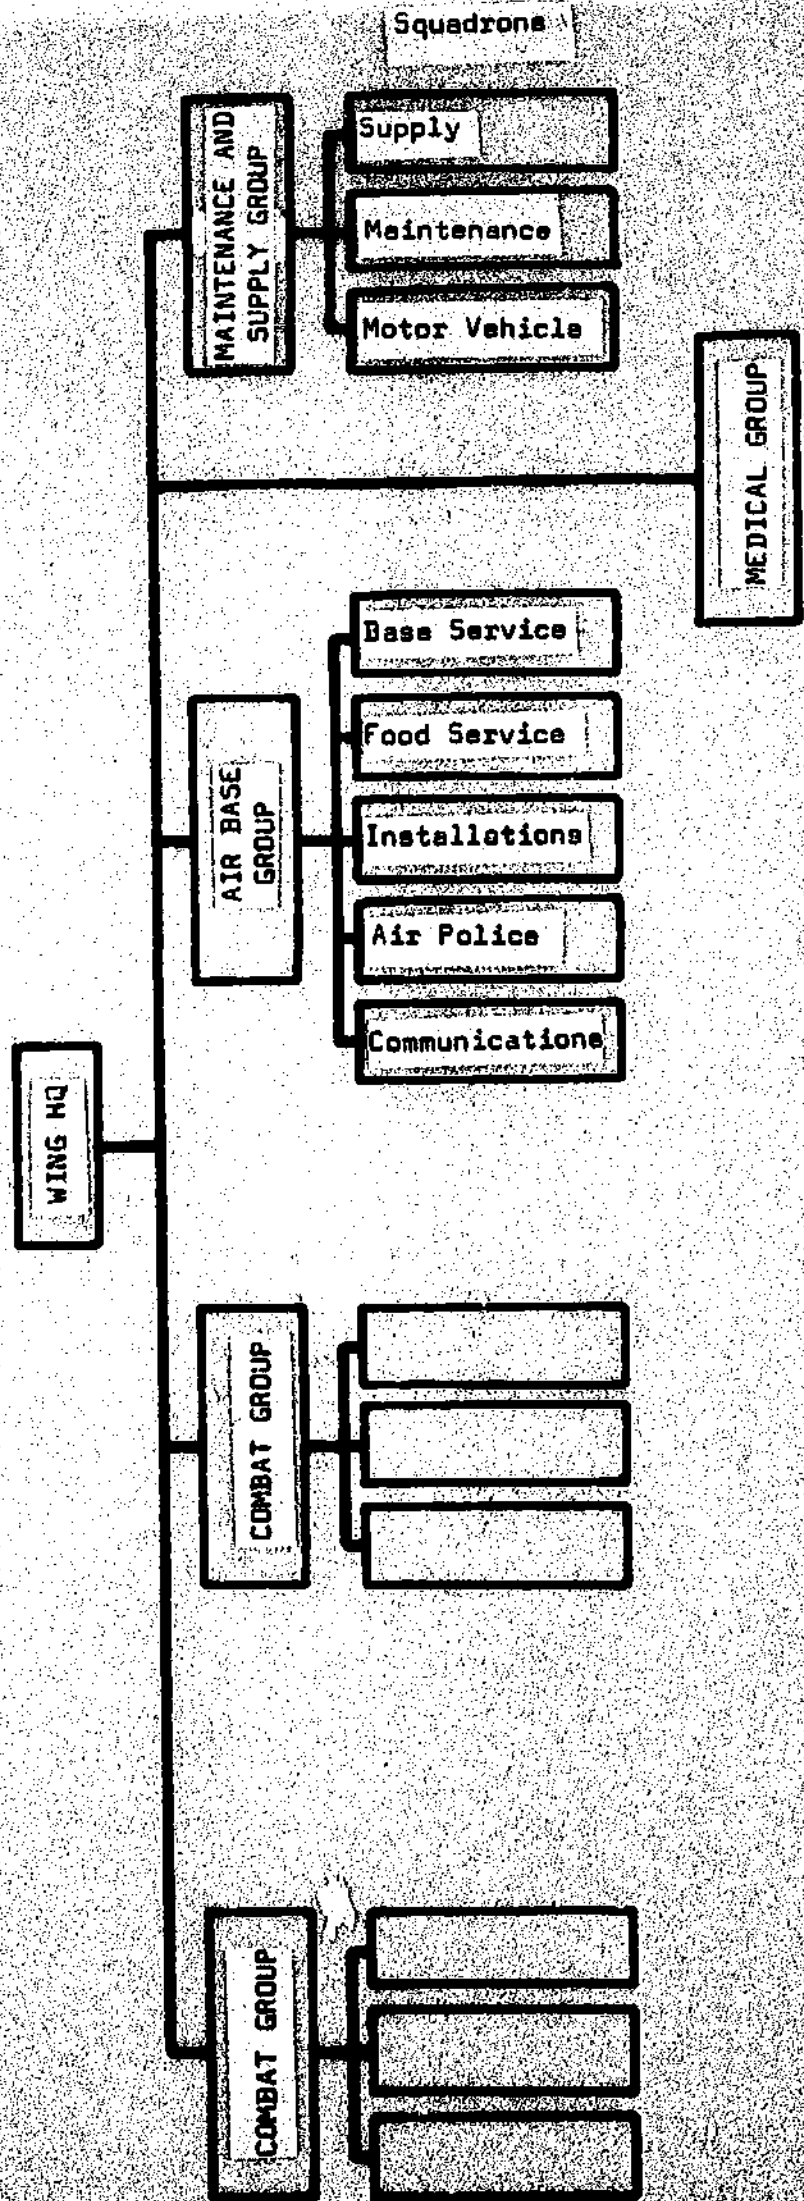 Squadrons
MAINTENANCE AND
SUPPLY GROUP
Supply
Maintenance
Motor Vehicle
MEDICAL GROUP
AIR BASE
GROUP
Base Service
Food Service
Installations
Air Police
Communications
WING HQ
COMBAT GROUP
COMBAT GROUP